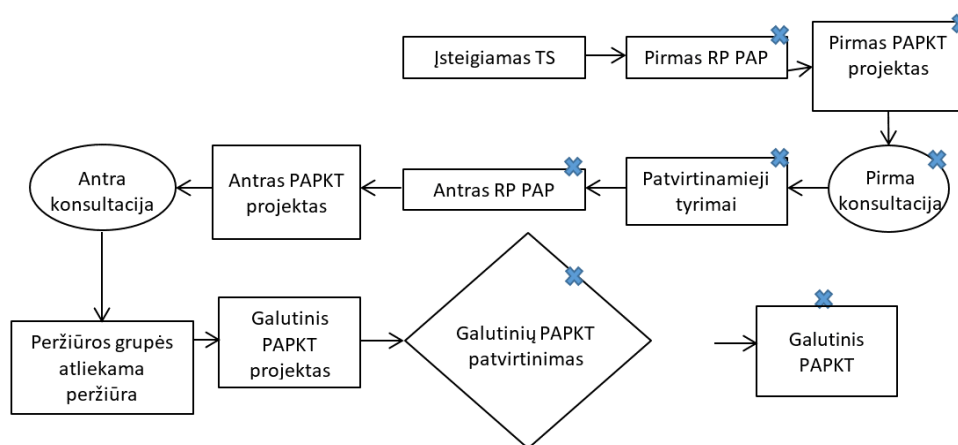 Įsteigiamas TS
Pirmas RP PAP
Pirmas PAPKT
projektas
Pirma
konsultacija
Patvirtinamieji
tyrimai
Antras RP PAP
Antras PAPKT
projektas
Antra
konsultacija
Peržiūros grupės
atliekama
peržiūra
Galutinis
PAPKT
projektas
Galutinių PAPKT
patvirtinimas
Galutinis
PAPKT